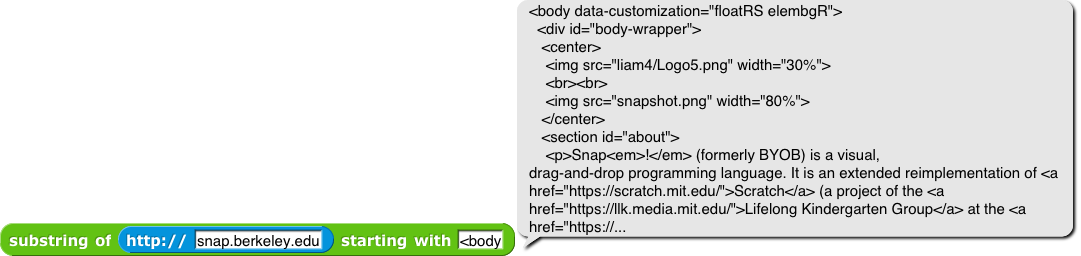 <body data-customization="floatRS elembgR">
<div id="body-wrapper">
<center>
<img src="liam4/Logo5.png" width="30%">
<br><br>
<img src="snapshot.png" width="80%">
</center>
<section id="about">
<p>Snap<em>!</em> (formerly BYOB) is a visual,
drag-and-drop programming language. It is an extended reimplementation of <a
href="https://scratch.mit.edu/">Scratch</a> (a project of the <a
href="https://llk.media.mit.edu/">Lifelong Kindergarten Group</a> at the <a
href="https://...
substring of http:// snap.berkeley.edu starting with <body